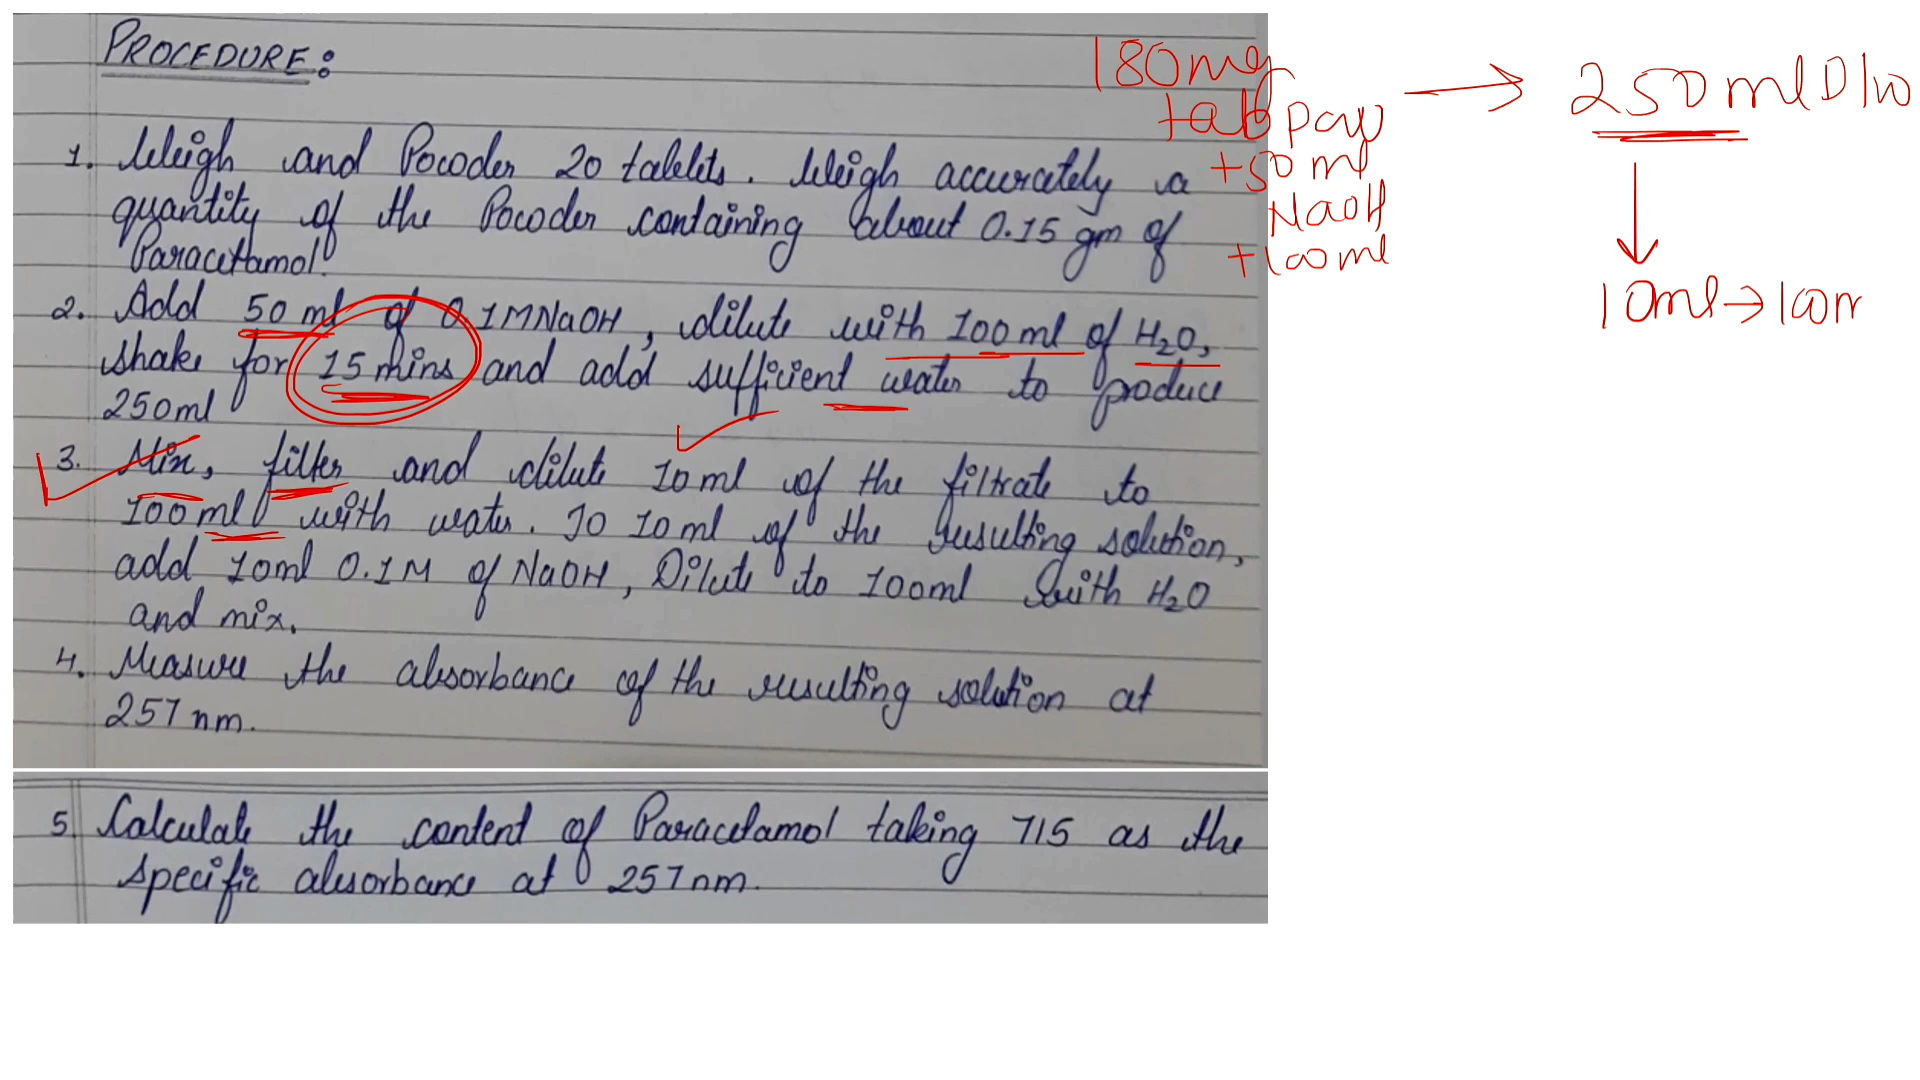 PROCEDURE:
1. Weigh and Powder 20 tablets. Weigh accurately a
quantity of the Powder containing about 0.15 gm of
Paracetamol.
2. Add 50 ml of 0.1MNaOH, dilute with 100 ml of H₂O,
shake for 15 mins and add sufficient water to produce
250ml
3. Mix, filter and dilute 10 ml of the filtrate to
100 ml with water. To 10 ml of the resulting solution,
add 10ml 0.1M of NaOH, Dilute to 100ml with H₂O
and mix.
4. Measure the absorbance of the resulting solution at
257 nm.
5. Calculate the content of Paracetamol taking 715 as the
specific absorbance at 257nm.
180mg
tab pow
+50 ml
NaOH
+100ml
→ 250ml D/w
↓
10ml→100m